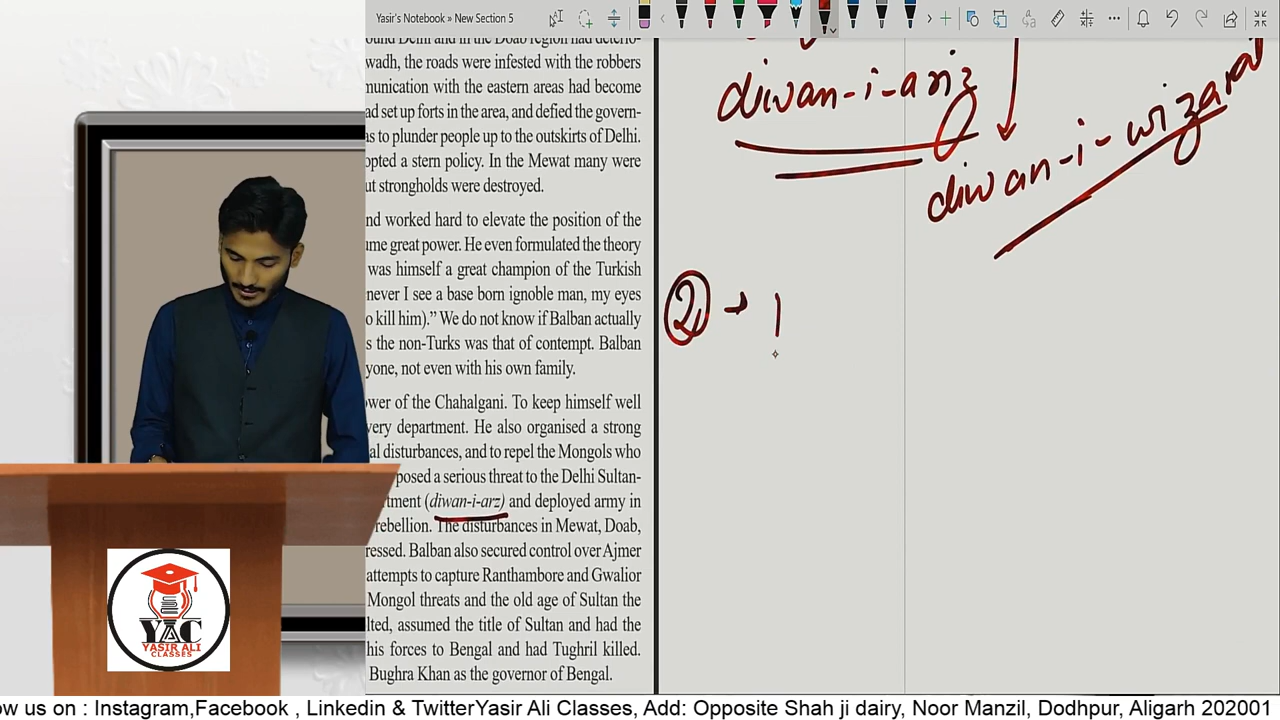 Yasir's Notebook » New Section 5
ound Delhi and in the Doab region had deterio-
wadh, the roads were infested with the robbers
munication with the eastern areas had become
ad set up forts in the area, and defied the govern-
as to plunder people up to the outskirts of Delhi.
opted a stern policy. In the Mewat many were
ut strongholds were destroyed.
nd worked hard to elevate the position of the
ume great power. He even formulated the theory
was himself a great champion of the Turkish
never I see a base born ignoble man, my eyes
o kill him).” We do not know if Balban actually
s the non-Turks was that of contempt. Balban
yone, not even with his own family.
ower of the Chahalgani. To keep himself well
very department. He also organised a strong
al disturbances, and to repel the Mongols who
posed a serious threat to the Delhi Sultan-
rtment (diwan-i-arz) and deployed army in
rebellion. The disturbances in Mewat, Doab,
ressed. Balban also secured control over Ajmer
attempts to capture Ranthambore and Gwalior
Mongol threats and the old age of Sultan the
lted, assumed the title of Sultan and had the
his forces to Bengal and had Tughril killed.
Bughra Khan as the governor of Bengal.
diwan-i-ariz
diwan-i-wizarat
2 → 1
YAC
YASIR ALI
CLASSES
ow us on : Instagram,Facebook , Linkedin & TwitterYasir Ali Classes, Add: Opposite Shah ji dairy, Noor Manzil, Dodhpur, Aligarh 202001